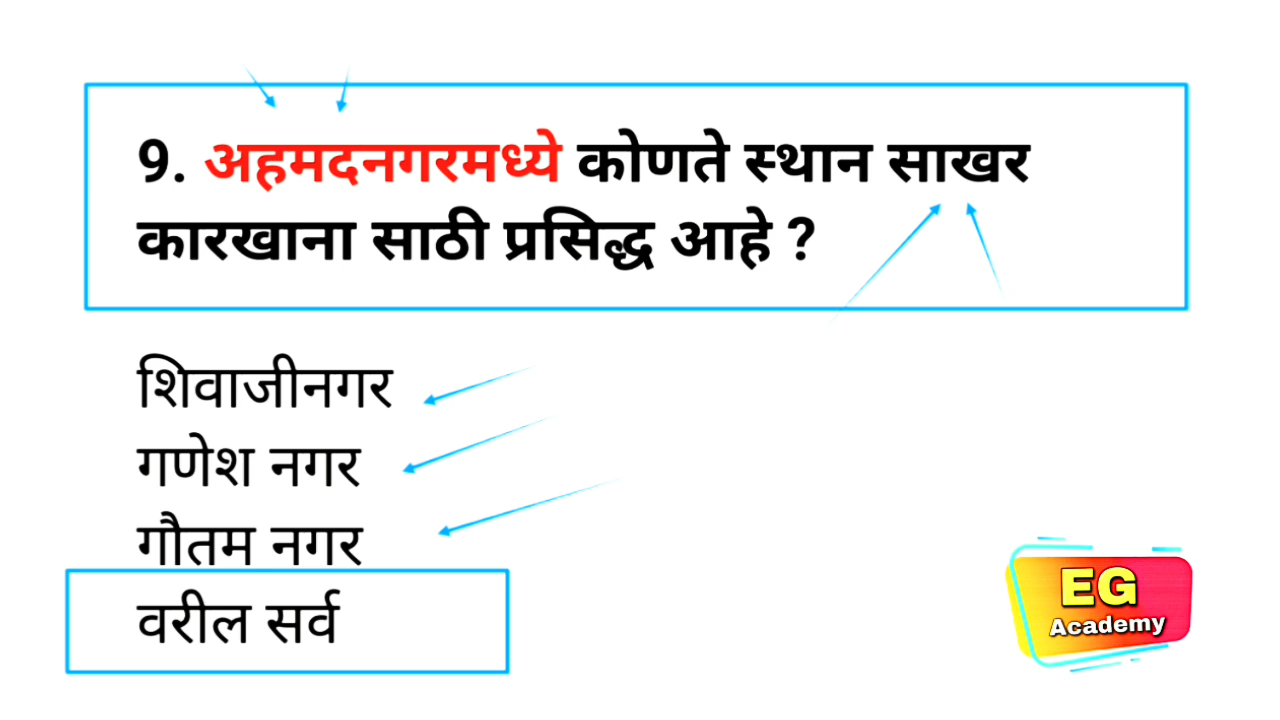 9. अहमदनगरमध्ये कोणते स्थान साखर
कारखाना साठी प्रसिद्ध आहे ?
शिवाजीनगर
गणेश नगर
गौतम नगर
वरील सर्व
EG
Academy